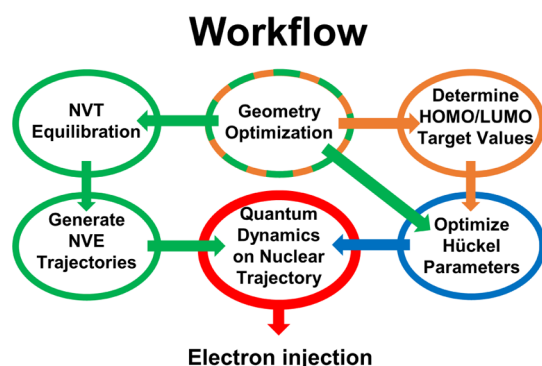 Workflow
NVT
Equilibration
Geometry
Optimization
Determine
HOMO/LUMO
Target Values
Generate
NVE
Trajectories
Quantum
Dynamics
on Nuclear
Trajectory
Optimize
Hückel
Parameters
Electron injection